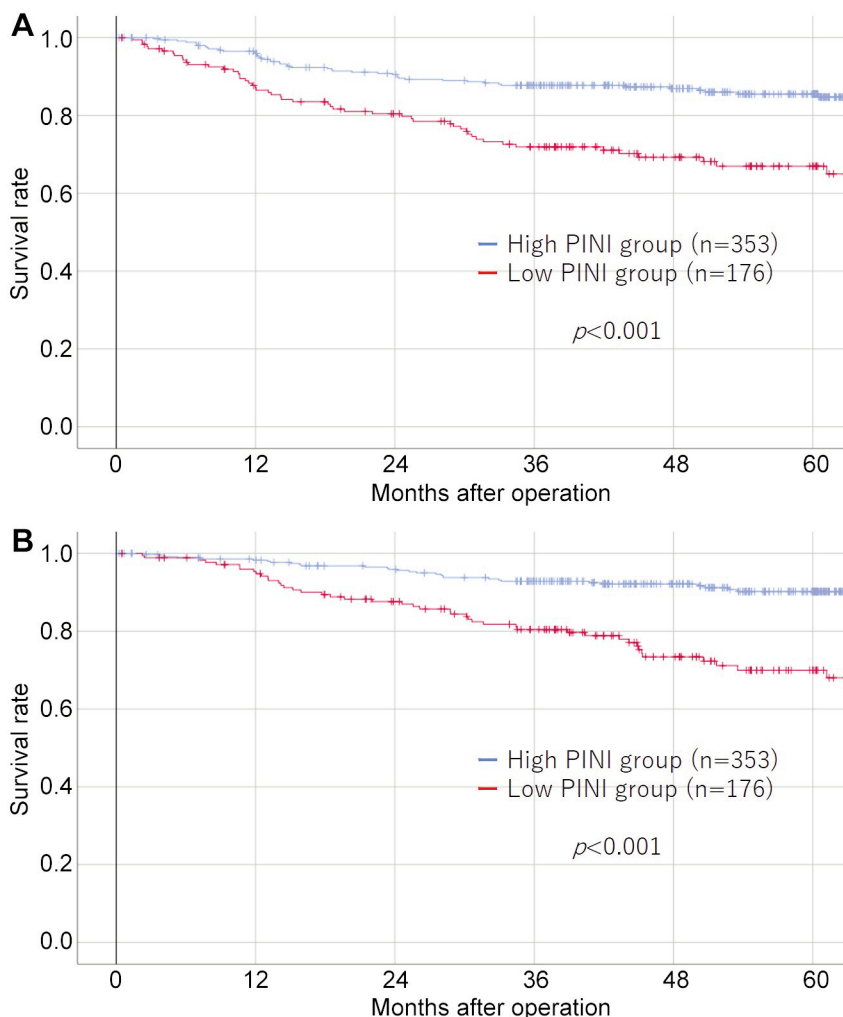 A
1.0
0.8
0.6
0.4
0.2
0.0
Survival rate
High PINI group (n=353)
Low PINI group (n=176)
p<0.001
0 12 24 36 48 60
Months after operation
B
1.0
0.8
0.6
0.4
0.2
0.0
Survival rate
High PINI group (n=353)
Low PINI group (n=176)
p<0.001
0 12 24 36 48 60
Months after operation